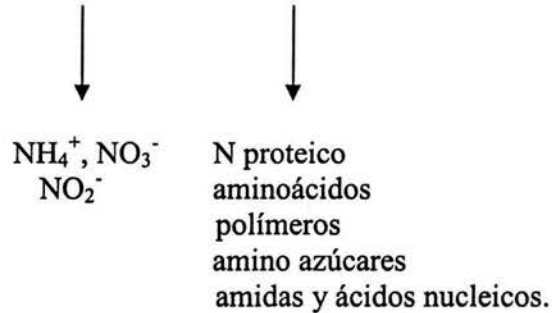 NH₄⁺, NO₃⁻ N proteico
NO₂⁻ aminoácidos
polímeros
amino azúcares
amidas y ácidos nucleicos.